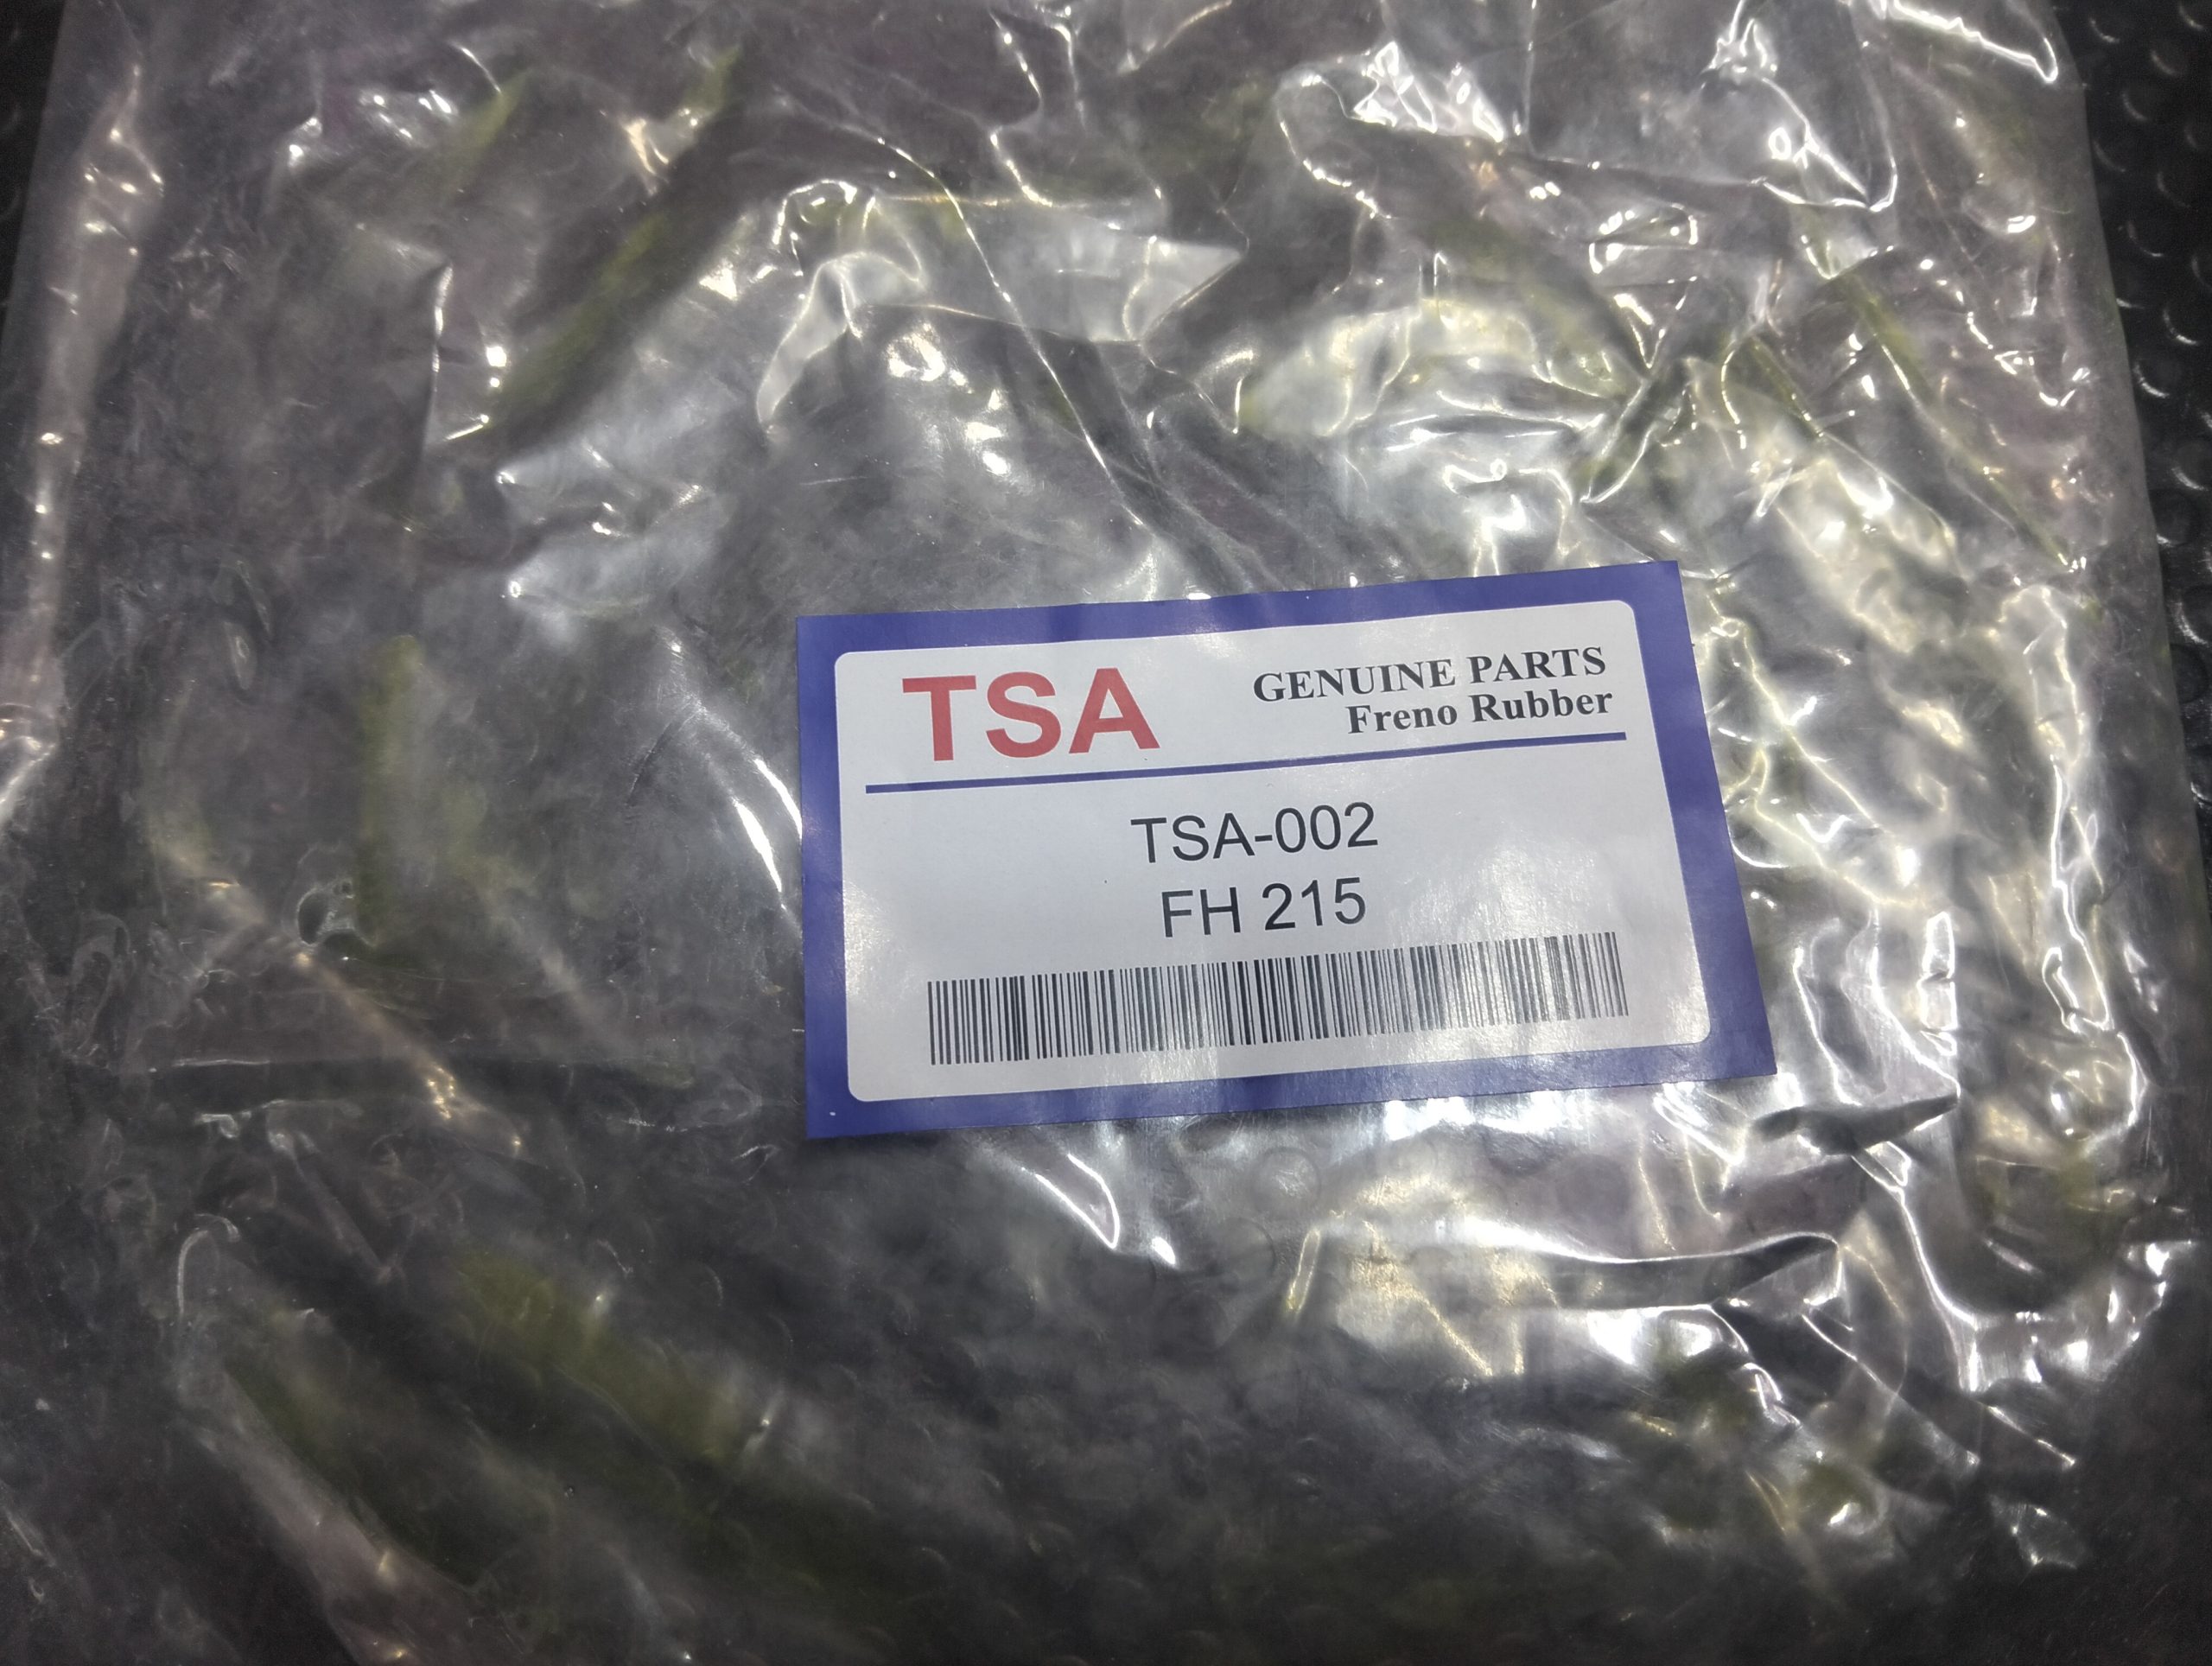 TSA
GENUINE PARTS
Freno Rubber
TSA-002
FH 215